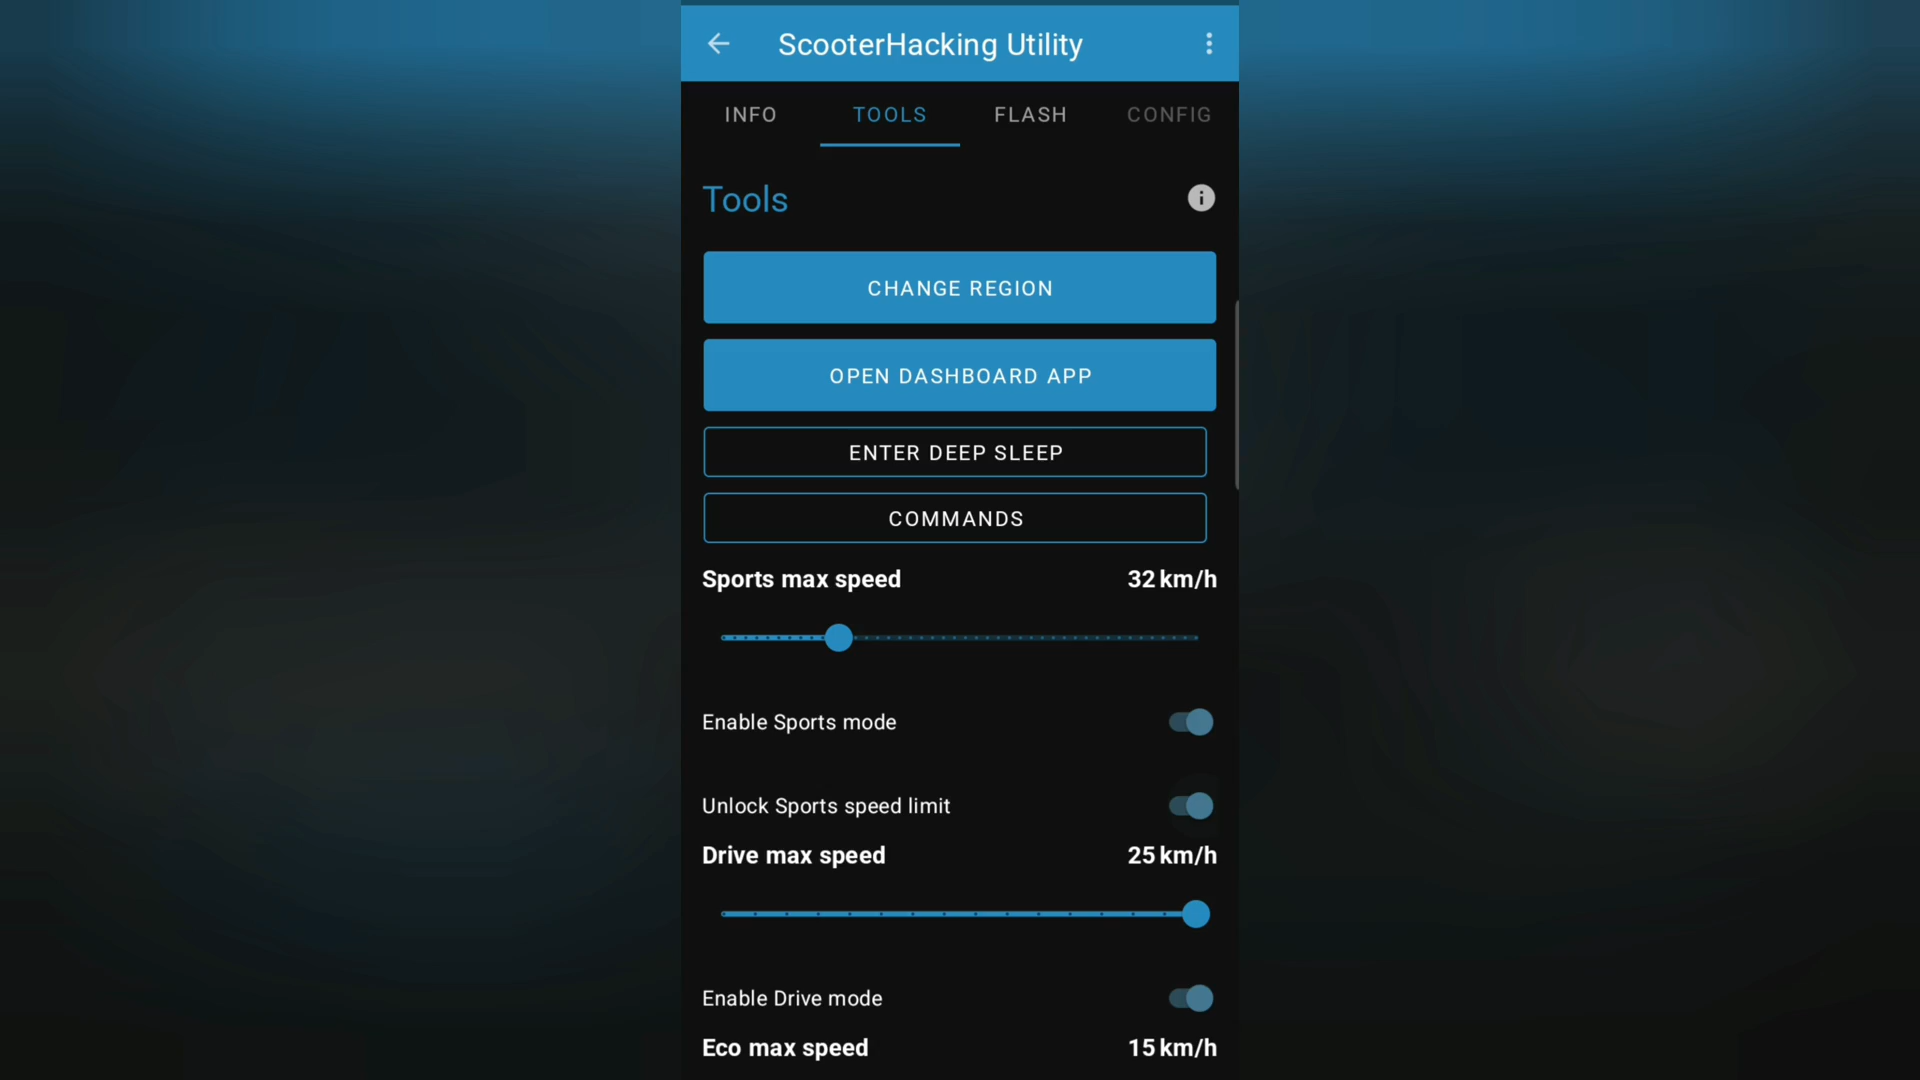 ScooterHacking Utility
INFO TOOLS FLASH CONFIG
Tools
CHANGE REGION
OPEN DASHBOARD APP
ENTER DEEP SLEEP
COMMANDS
Sports max speed 32 km/h
Enable Sports mode
Unlock Sports speed limit
Drive max speed 25 km/h
Enable Drive mode
Eco max speed 15 km/h